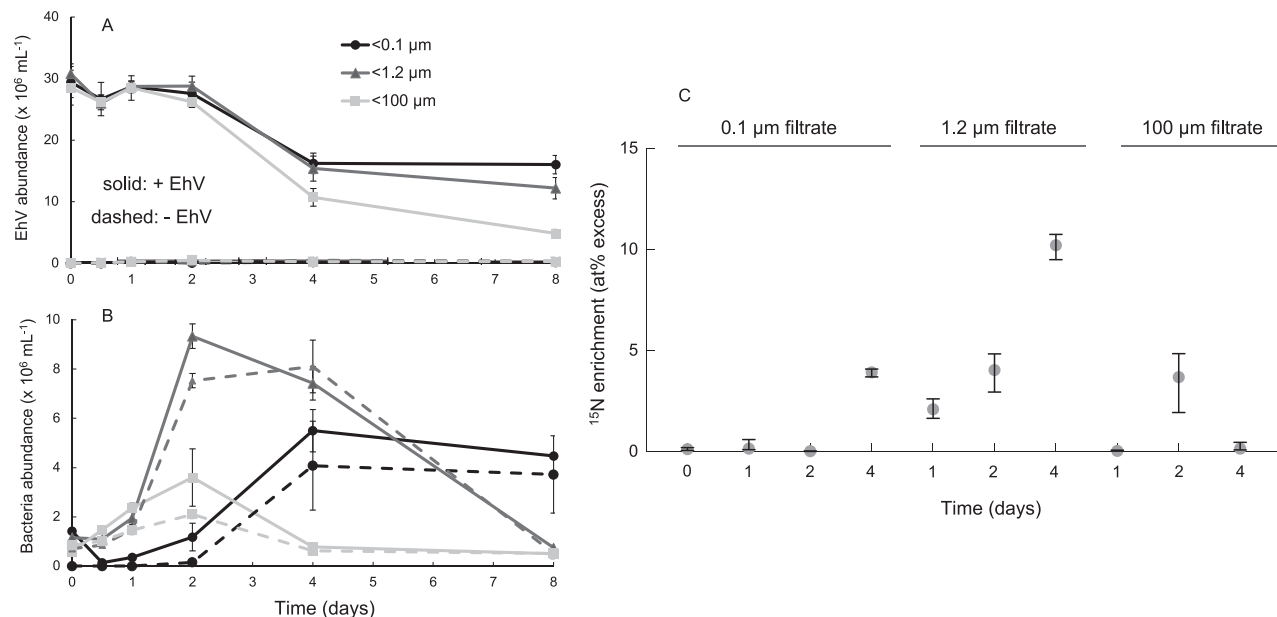 A
40
30
20
10
0
EhV abundance (x 10⁶ mL⁻¹)
<0.1 µm
<1.2 µm
<100 µm
solid: + EhV
dashed: - EhV
0 1 2 3 4 5 6 7 8
B
10
8
6
4
2
0
Bacteria abundance (x 10⁶ mL⁻¹)
0 1 2 3 4 5 6 7 8
Time (days)
C
0.1 µm filtrate 1.2 µm filtrate 100 µm filtrate
15
10
5
0
¹⁵N enrichment (at% excess)
0 1 2 4 1 2 4 1 2 4
Time (days)